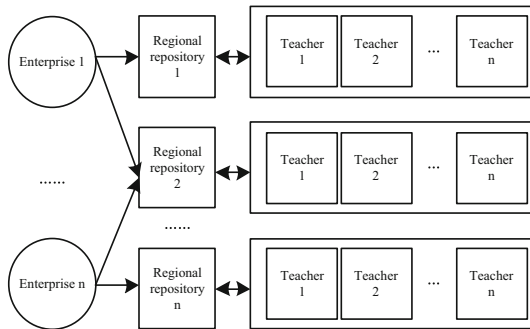 Enterprise 1
Regional
repository
1
Teacher
1
Teacher
2
...
Teacher
n
......
Regional
repository
2
Teacher
1
Teacher
2
...
Teacher
n
......
Enterprise n
Regional
repository
n
Teacher
1
Teacher
2
...
Teacher
n